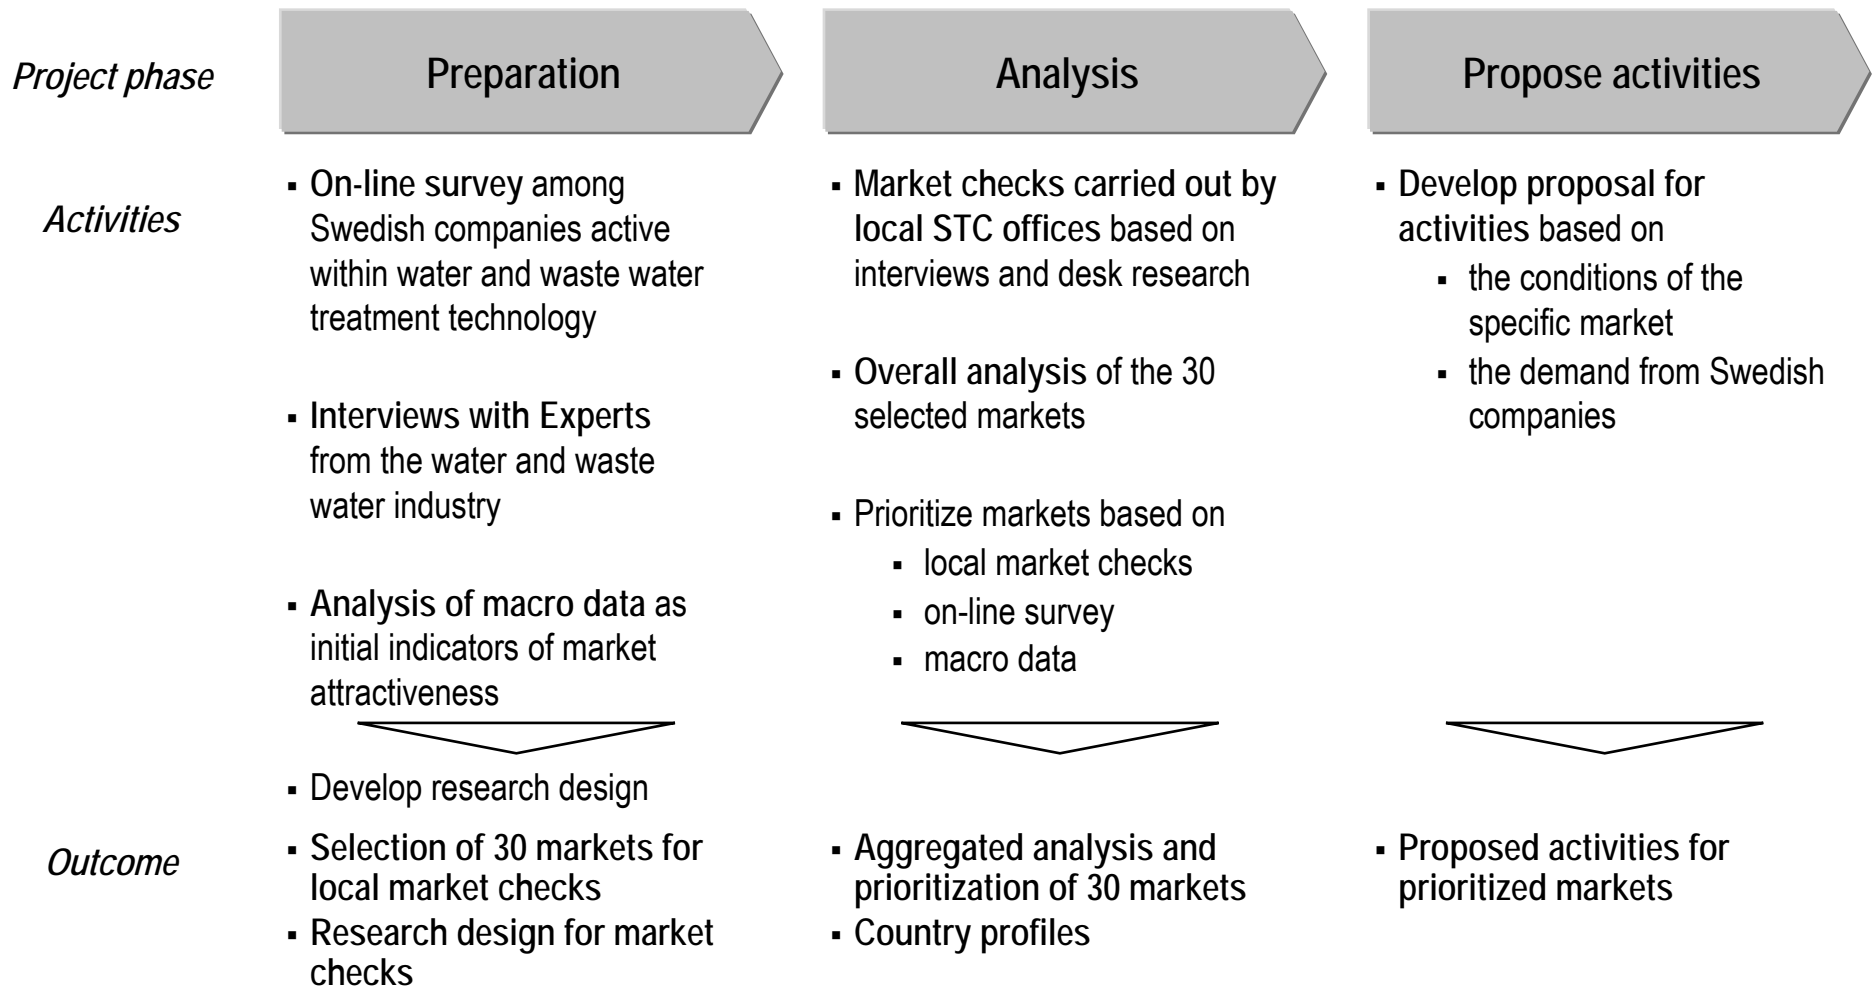 Project phase
Preparation
Analysis
Propose activities
Activities
▪ On-line survey among
Swedish companies active
within water and waste water
treatment technology
▪ Interviews with Experts
from the water and waste
water industry
▪ Analysis of macro data as
initial indicators of market
attractiveness
▪ Market checks carried out by
local STC offices based on
interviews and desk research
▪ Overall analysis of the 30
selected markets
▪ Prioritize markets based on
▪ local market checks
▪ on-line survey
▪ macro data
▪ Develop proposal for
activities based on
▪ the conditions of the
specific market
▪ the demand from Swedish
companies
Outcome
▪ Develop research design
▪ Selection of 30 markets for
local market checks
▪ Research design for market
checks
▪ Aggregated analysis and
prioritization of 30 markets
▪ Country profiles
▪ Proposed activities for
prioritized markets